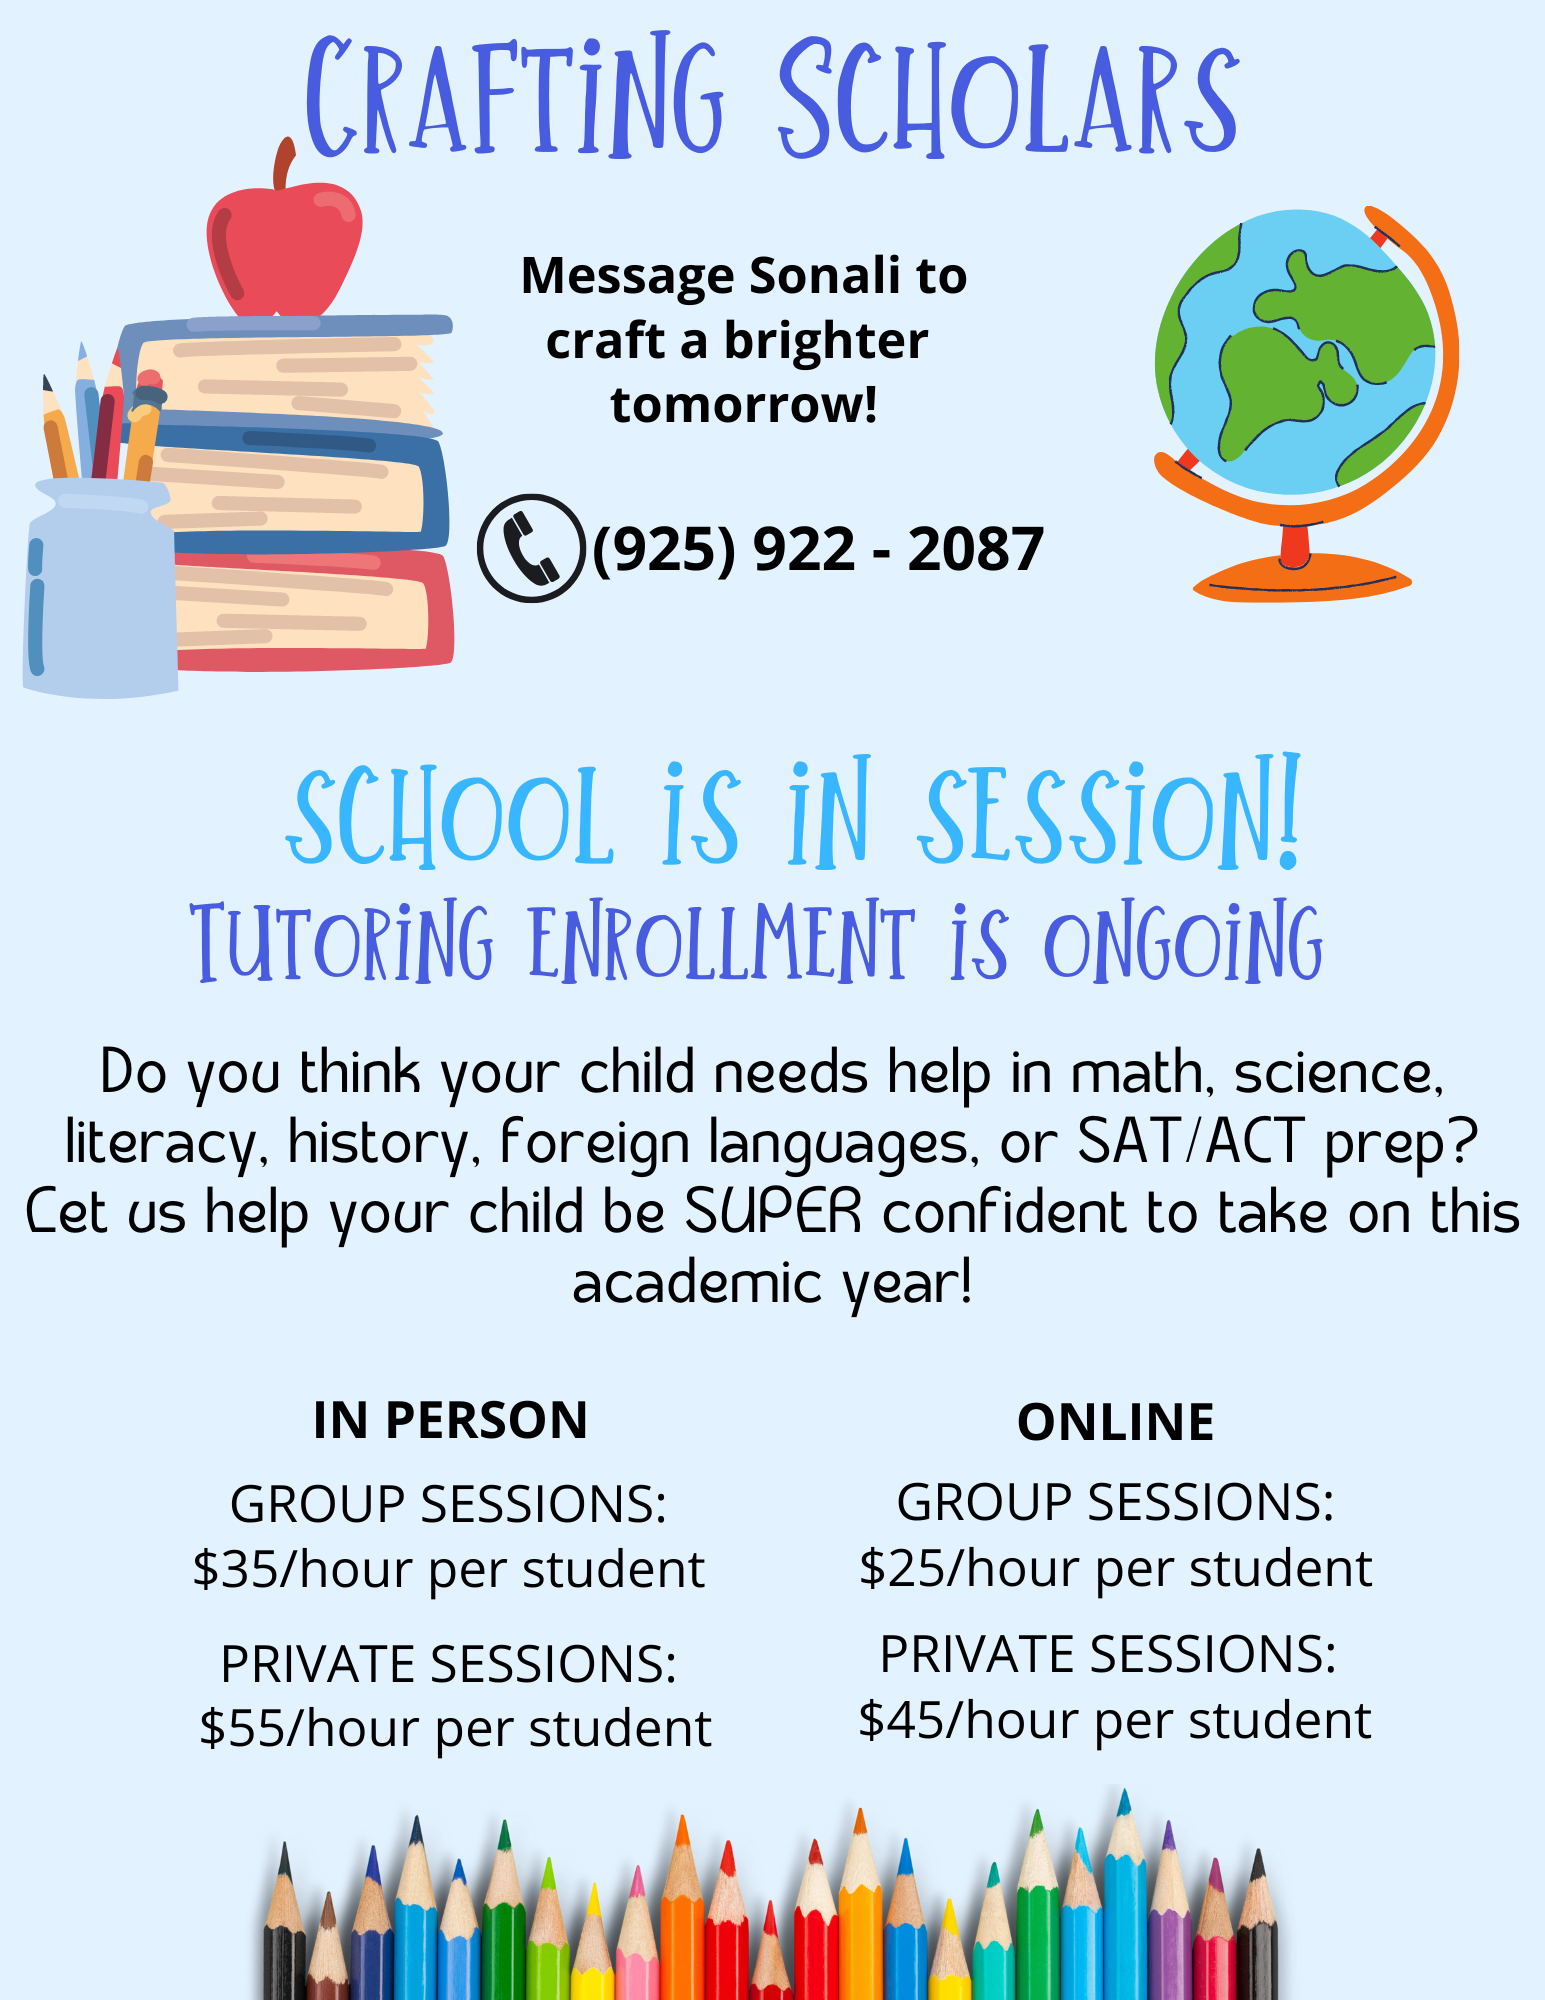 Crafting Scholars
Message Sonali to
craft a brighter
tomorrow!
(925) 922 - 2087
SCHOOL iS iN SESSiON!
TUTORiNG ENROLLMENT iS ONGOiNG
Do you think your child needs help in math, science,
literacy, history, foreign languages, or SAT/ACT prep?
Let us help your child be SUPER confident to take on this
academic year!
IN PERSON
GROUP SESSIONS:
$35/hour per student
PRIVATE SESSIONS:
$55/hour per student
ONLINE
GROUP SESSIONS:
$25/hour per student
PRIVATE SESSIONS:
$45/hour per student